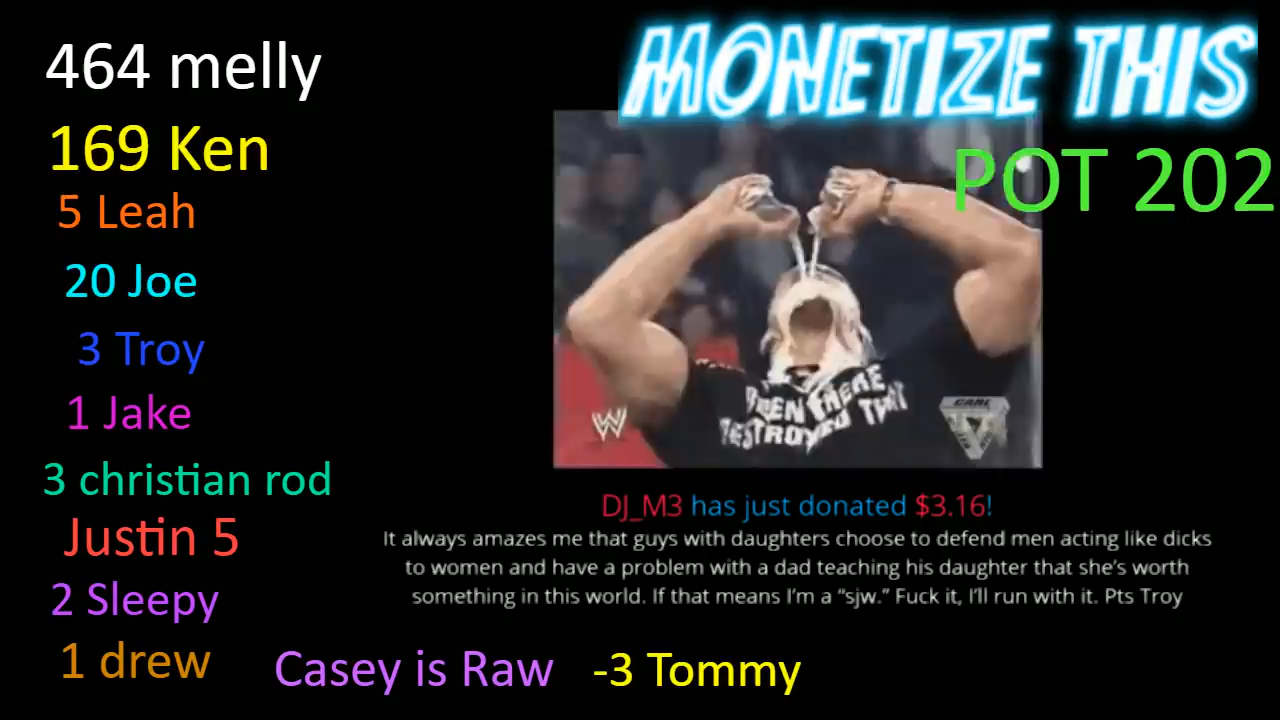 464 melly
169 Ken
5 Leah
20 Joe
3 Troy
1 Jake
3 christian rod
Justin 5
2 Sleepy
1 drew
Casey is Raw
-3 Tommy
MONETIZE THIS
POT 202
W
BEEN THERE
DESTROYED THAT
DJ_M3 has just donated $3.16!
It always amazes me that guys with daughters choose to defend men acting like dicks
to women and have a problem with a dad teaching his daughter that she's worth
something in this world. If that means I'm a “sjw.” Fuck it, I'll run with it. Pts Troy